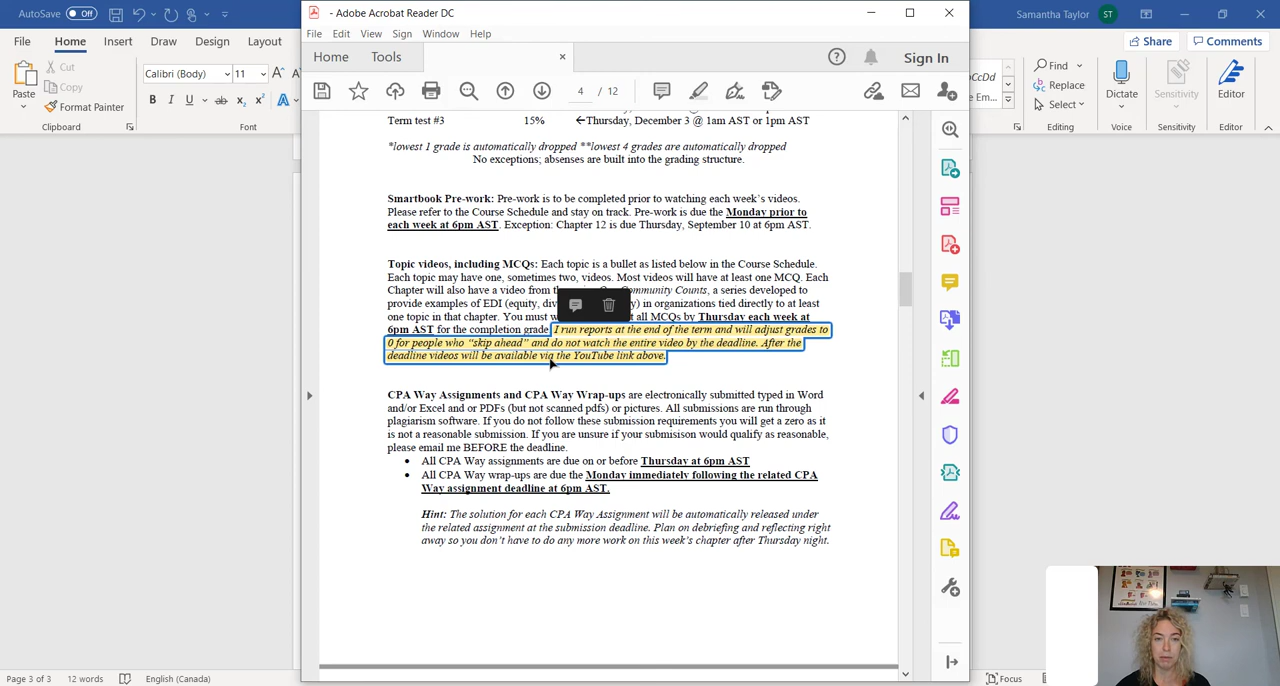 AutoSave Off
Samantha Taylor ST
File Home Insert Draw Design Layout
Share Comments
Paste Cut Copy Format Painter
Clipboard
Calibri (Body) 11
B I U ab x₂ x² A
Font
Find Replace Select
Editing
Dictate
Voice
Sensitivity
Sensitivity
Editor
Editor
- Adobe Acrobat Reader DC
File Edit View Sign Window Help
Home Tools
Sign In
4 / 12
Term test #3 15% ←Thursday, December 3 @ 1am AST or 1pm AST
*lowest 1 grade is automatically dropped **lowest 4 grades are automatically dropped
No exceptions; absenses are built into the grading structure.
Smartbook Pre-work: Pre-work is to be completed prior to watching each week's videos.
Please refer to the Course Schedule and stay on track. Pre-work is due the Monday prior to
each week at 6pm AST. Exception: Chapter 12 is due Thursday, September 10 at 6pm AST.
Topic videos, including MCQs: Each topic is a bullet as listed below in the Course Schedule.
Each topic may have one, sometimes two, videos. Most videos will have at least one MCQ. Each
Chapter will also have a video from Community Counts, a series developed to
provide examples of EDI (equity, in organizations tied directly to at least
one topic in that chapter. You must all MCQs by Thursday each week at
6pm AST for the completion grade. I run reports at the end of the term and will adjust grades to
0 for people who "skip ahead" and do not watch the entire video by the deadline. After the
deadline videos will be available via the YouTube link above.
CPA Way Assignments and CPA Way Wrap-ups are electronically submitted typed in Word
and/or Excel and or PDFs (but not scanned pdfs) or pictures. All submissions are run through
plagiarism software. If you do not follow these submission requirements you will get a zero as it
is not a reasonable submission. If you are unsure if your submisison would qualify as reasonable,
please email me BEFORE the deadline.
• All CPA Way assignments are due on or before Thursday at 6pm AST
• All CPA Way wrap-ups are due the Monday immediately following the related CPA
Way assignment deadline at 6pm AST.
Hint: The solution for each CPA Way Assignment will be automatically released under
the related assignment at the submission deadline. Plan on debriefing and reflecting right
away so you don't have to do any more work on this week's chapter after Thursday night.
Page 3 of 3 12 words English (Canada)
Focus